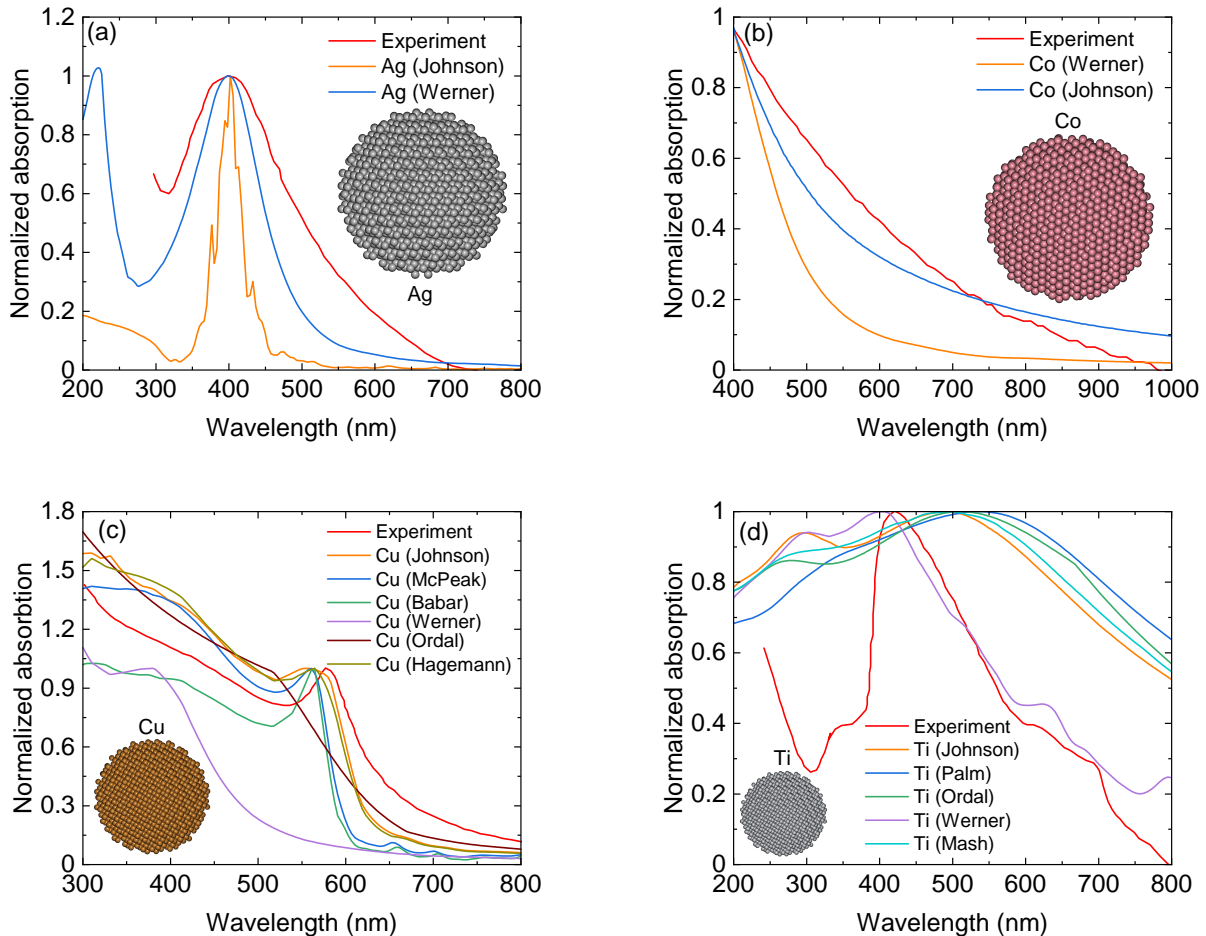 (a)
Experiment
Ag (Johnson)
Ag (Werner)
Ag
Normalized absorption
0
0.2
0.4
0.6
0.8
1
1.2
200 300 400 500 600 700 800
Wavelength (nm)
(b)
Experiment
Co (Werner)
Co (Johnson)
Co
Normalized absorption
0
0.2
0.4
0.6
0.8
1
400 500 600 700 800 900 1000
Wavelength (nm)
(c)
Experiment
Cu (Johnson)
Cu (McPeak)
Cu (Babar)
Cu (Werner)
Cu (Ordal)
Cu (Hagemann)
Cu
Normalized absorbtion
0
0.3
0.6
0.9
1.2
1.5
1.8
300 400 500 600 700 800
Wavelength (nm)
(d)
Experiment
Ti (Johnson)
Ti (Palm)
Ti (Ordal)
Ti (Werner)
Ti (Mash)
Ti
Normalized absorption
0
0.2
0.4
0.6
0.8
1
200 300 400 500 600 700 800
Wavelength (nm)